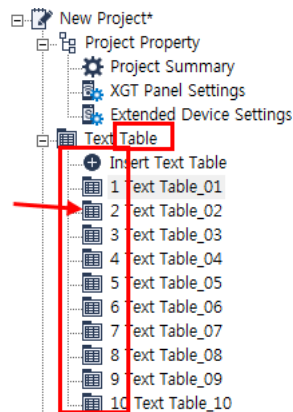 New Project*
Project Property
Project Summary
XGT Panel Settings
Extended Device Settings
Text Table
Insert Text Table
1 Text Table_01
2 Text Table_02
3 Text Table_03
4 Text Table_04
5 Text Table_05
6 Text Table_06
7 Text Table_07
8 Text Table_08
9 Text Table_09
10 Text Table_10